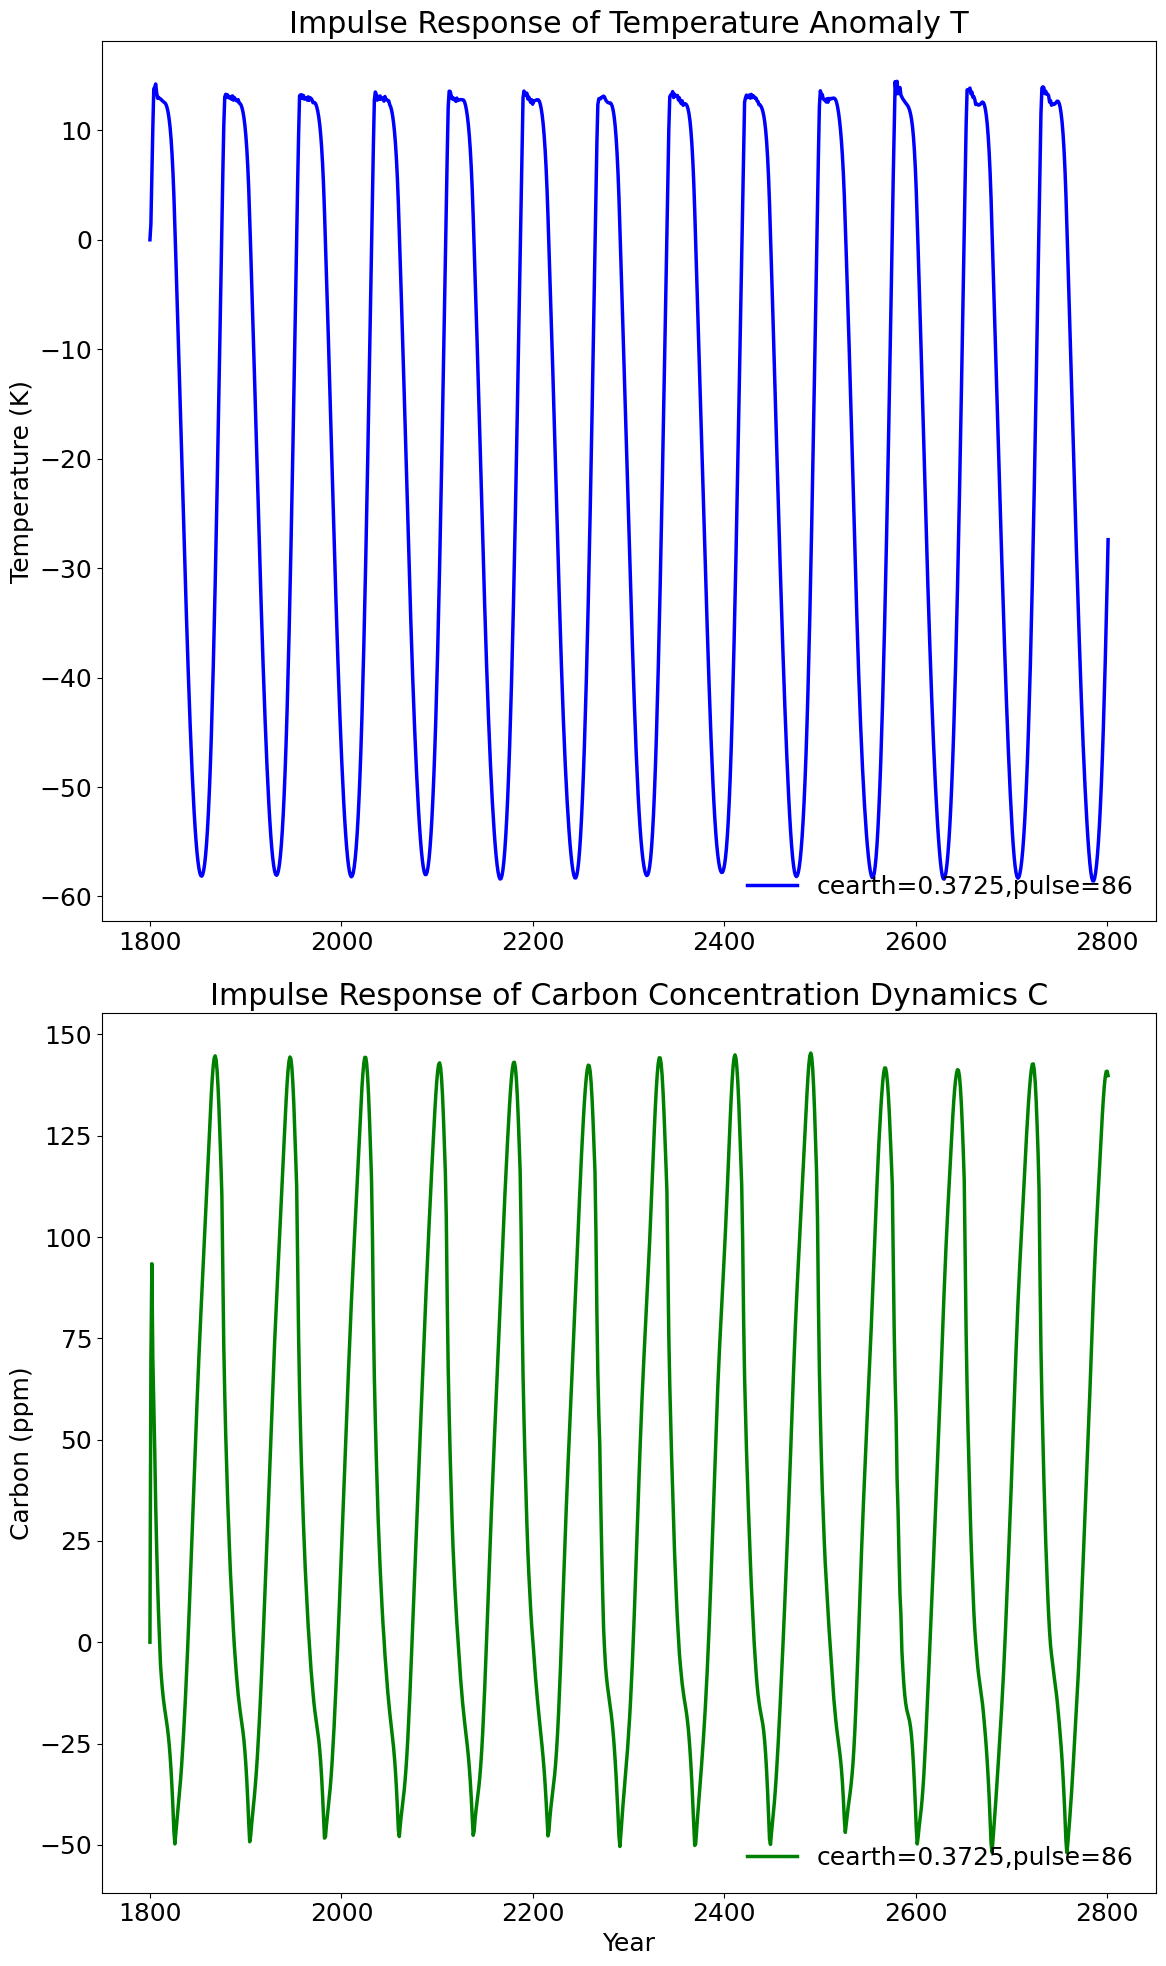 Impulse Response of Temperature Anomaly T
Temperature (K)
10
0
−10
−20
−30
−40
−50
−60
cearth=0.3725,pulse=86
1800 2000 2200 2400 2600 2800
Impulse Response of Carbon Concentration Dynamics C
Carbon (ppm)
150
125
100
75
50
25
0
−25
−50
cearth=0.3725,pulse=86
1800 2000 2200 2400 2600 2800
Year